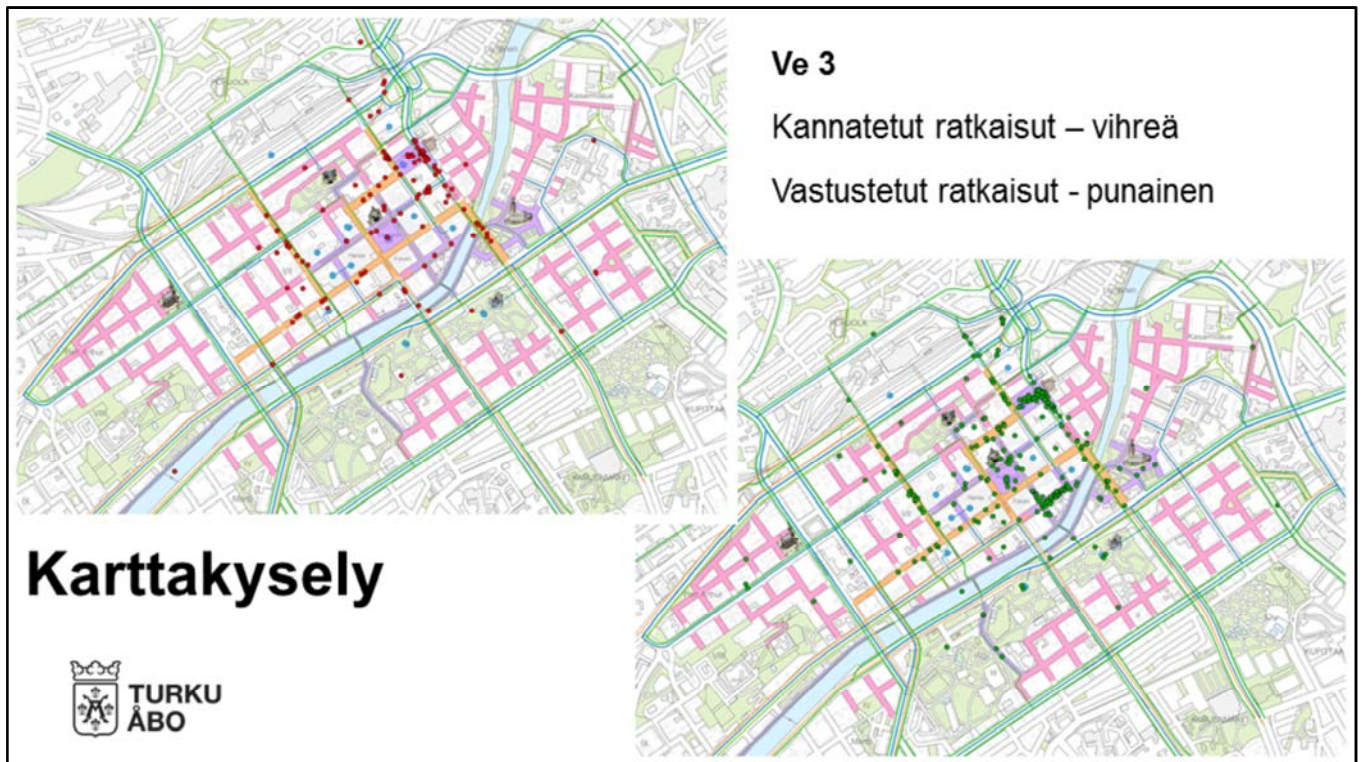 Ve 3
Kannatetut ratkaisut – vihreä
Vastustetut ratkaisut - punainen
Karttakysely
TURKU
ÅBO